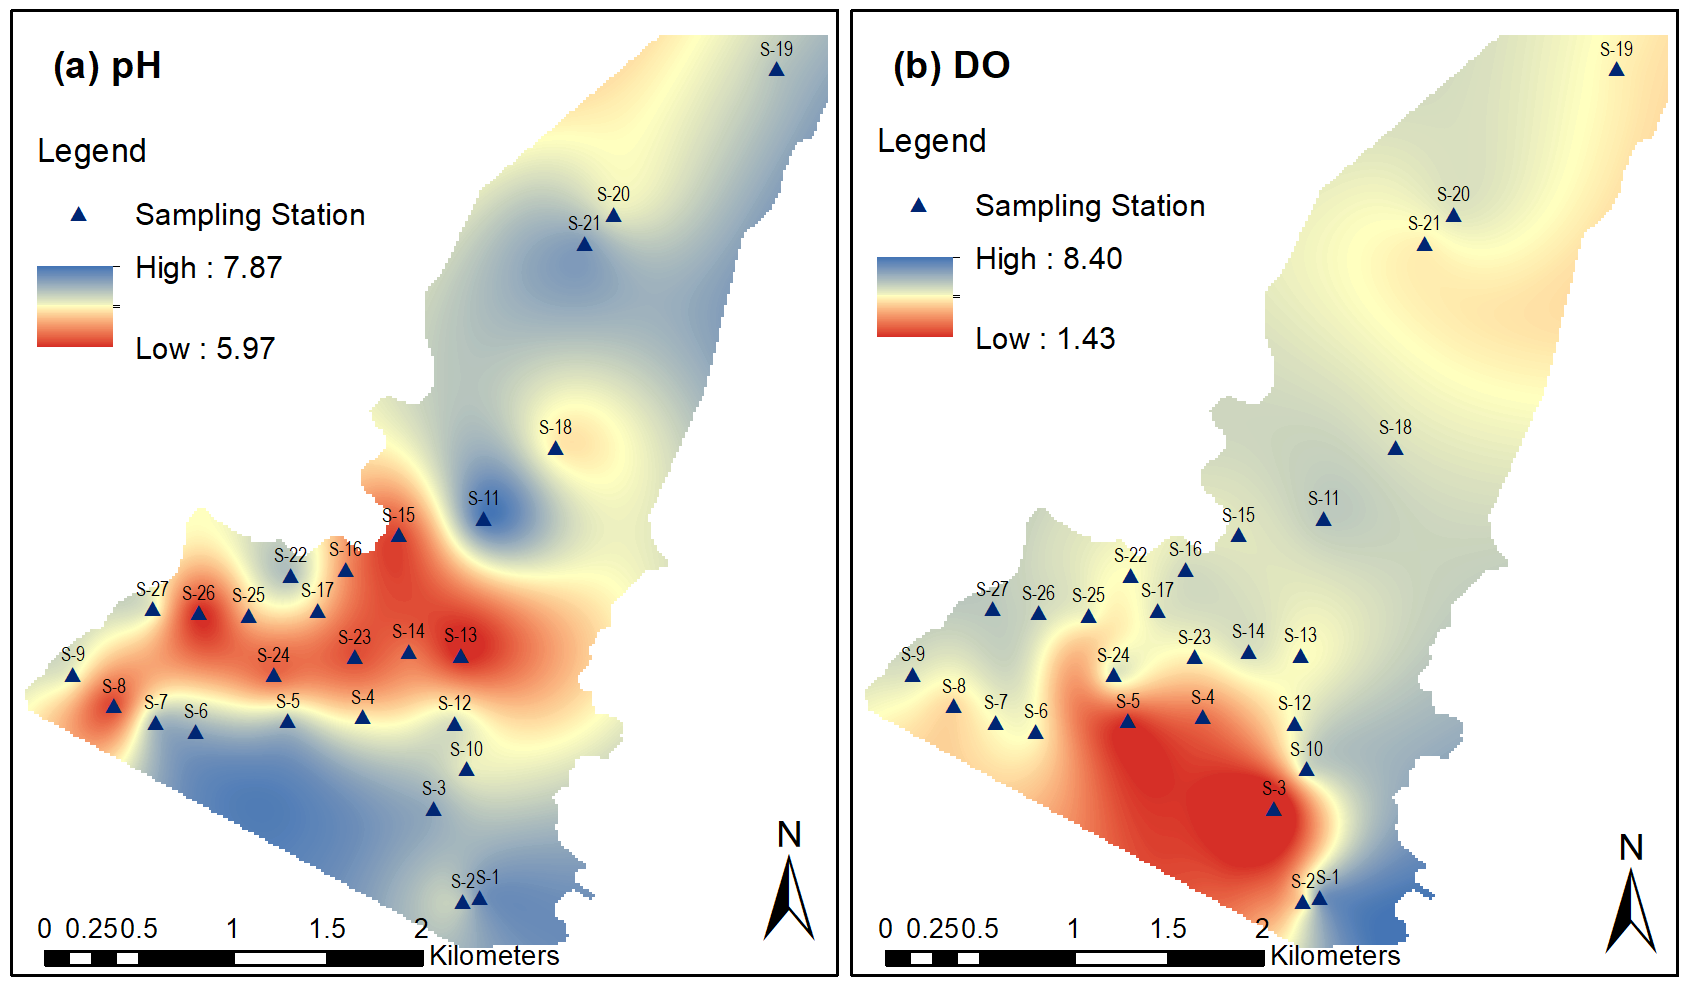 (a) pH
Legend
Sampling Station
High : 7.87
Low : 5.97
S-19
S-20
S-21
S-18
S-11
S-15
S-16
S-22
S-17
S-27
S-26
S-25
S-23
S-14
S-13
S-24
S-9
S-8
S-7
S-6
S-5
S-4
S-12
S-10
S-3
S-2
S-1
N
0 0.25 0.5 1 1.5 2
Kilometers
(b) DO
Legend
Sampling Station
High : 8.40
Low : 1.43
S-19
S-20
S-21
S-18
S-11
S-15
S-16
S-22
S-17
S-27
S-26
S-25
S-23
S-14
S-13
S-24
S-9
S-8
S-7
S-6
S-5
S-4
S-12
S-10
S-3
S-2
S-1
N
0 0.25 0.5 1 1.5 2
Kilometers